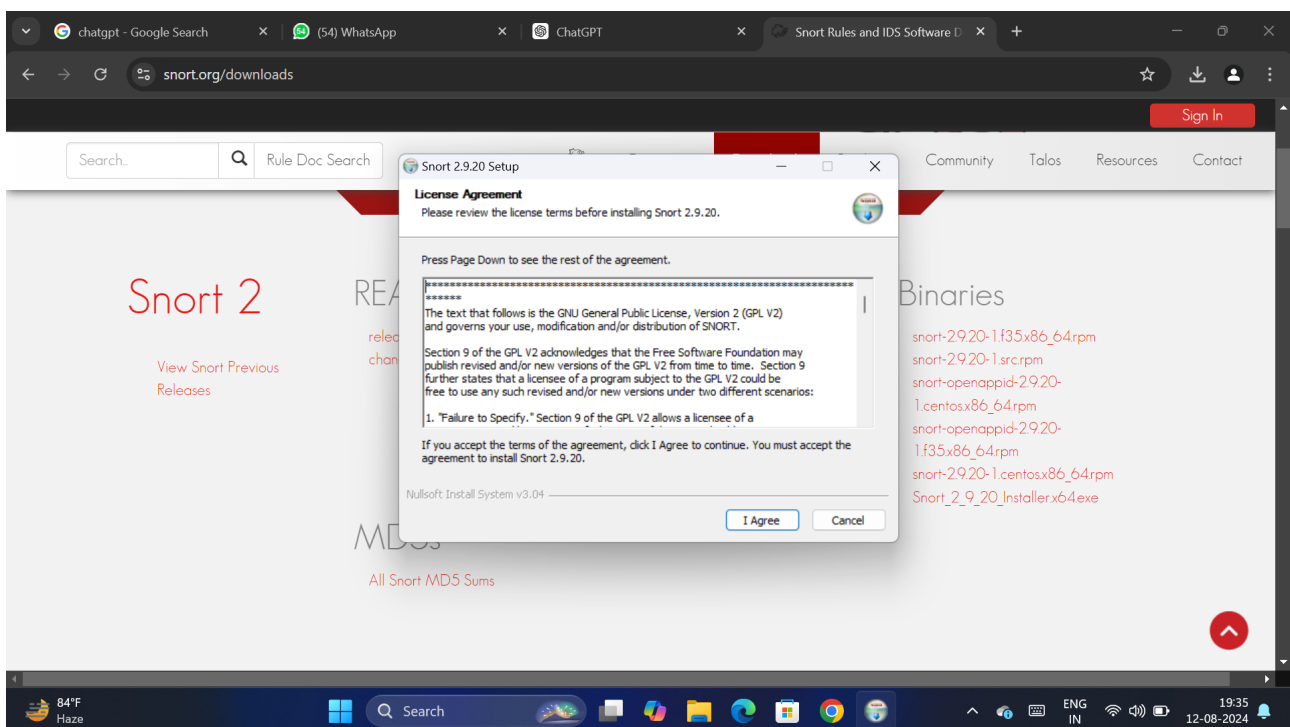 chatgpt - Google Search
(54) WhatsApp
ChatGPT
Snort Rules and IDS Software D
snort.org/downloads
Sign In
Search..
Rule Doc Search
Community
Talos
Resources
Contact
Snort 2.9.20 Setup
License Agreement
Please review the license terms before installing Snort 2.9.20.
Press Page Down to see the rest of the agreement.
******
The text that follows is the GNU General Public License, Version 2 (GPL V2)
and governs your use, modification and/or distribution of SNORT.
Section 9 of the GPL V2 acknowledges that the Free Software Foundation may
publish revised and/or new versions of the GPL V2 from time to time. Section 9
further states that a licensee of a program subject to the GPL V2 could be
free to use any such revised and/or new versions under two different scenarios:
1. "Failure to Specify." Section 9 of the GPL V2 allows a licensee of a
If you accept the terms of the agreement, click I Agree to continue. You must accept the
agreement to install Snort 2.9.20.
Nullsoft Install System v3.04
I Agree
Cancel
Snort 2
View Snort Previous
Releases
REA
relea
chan
MD5s
All Snort MD5 Sums
Binaries
snort-2.9.20-1.f35.x86_64.rpm
snort-2.9.20-1.src.rpm
snort-openappid-2.9.20-
1.centos.x86_64.rpm
snort-openappid-2.9.20-
1.f35.x86_64.rpm
snort-2.9.20-1.centos.x86_64.rpm
Snort_2_9_20_Installer.x64.exe
84°F
Haze
Search
ENG
IN
19:35
12-08-2024